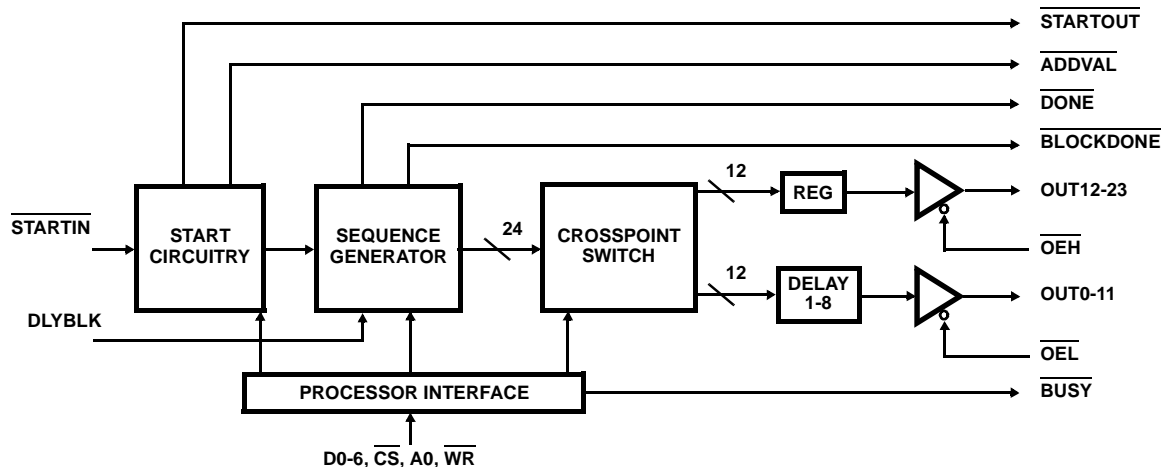 STARTOUT
ADDVAL
DONE
BLOCKDONE
12
REG
OUT12-23
STARTIN
START
CIRCUITRY
SEQUENCE
GENERATOR
24
CROSSPOINT
SWITCH
OEH
12
DELAY
1-8
OUT0-11
DLYBLK
OEL
PROCESSOR INTERFACE
BUSY
D0-6, CS, A0, WR